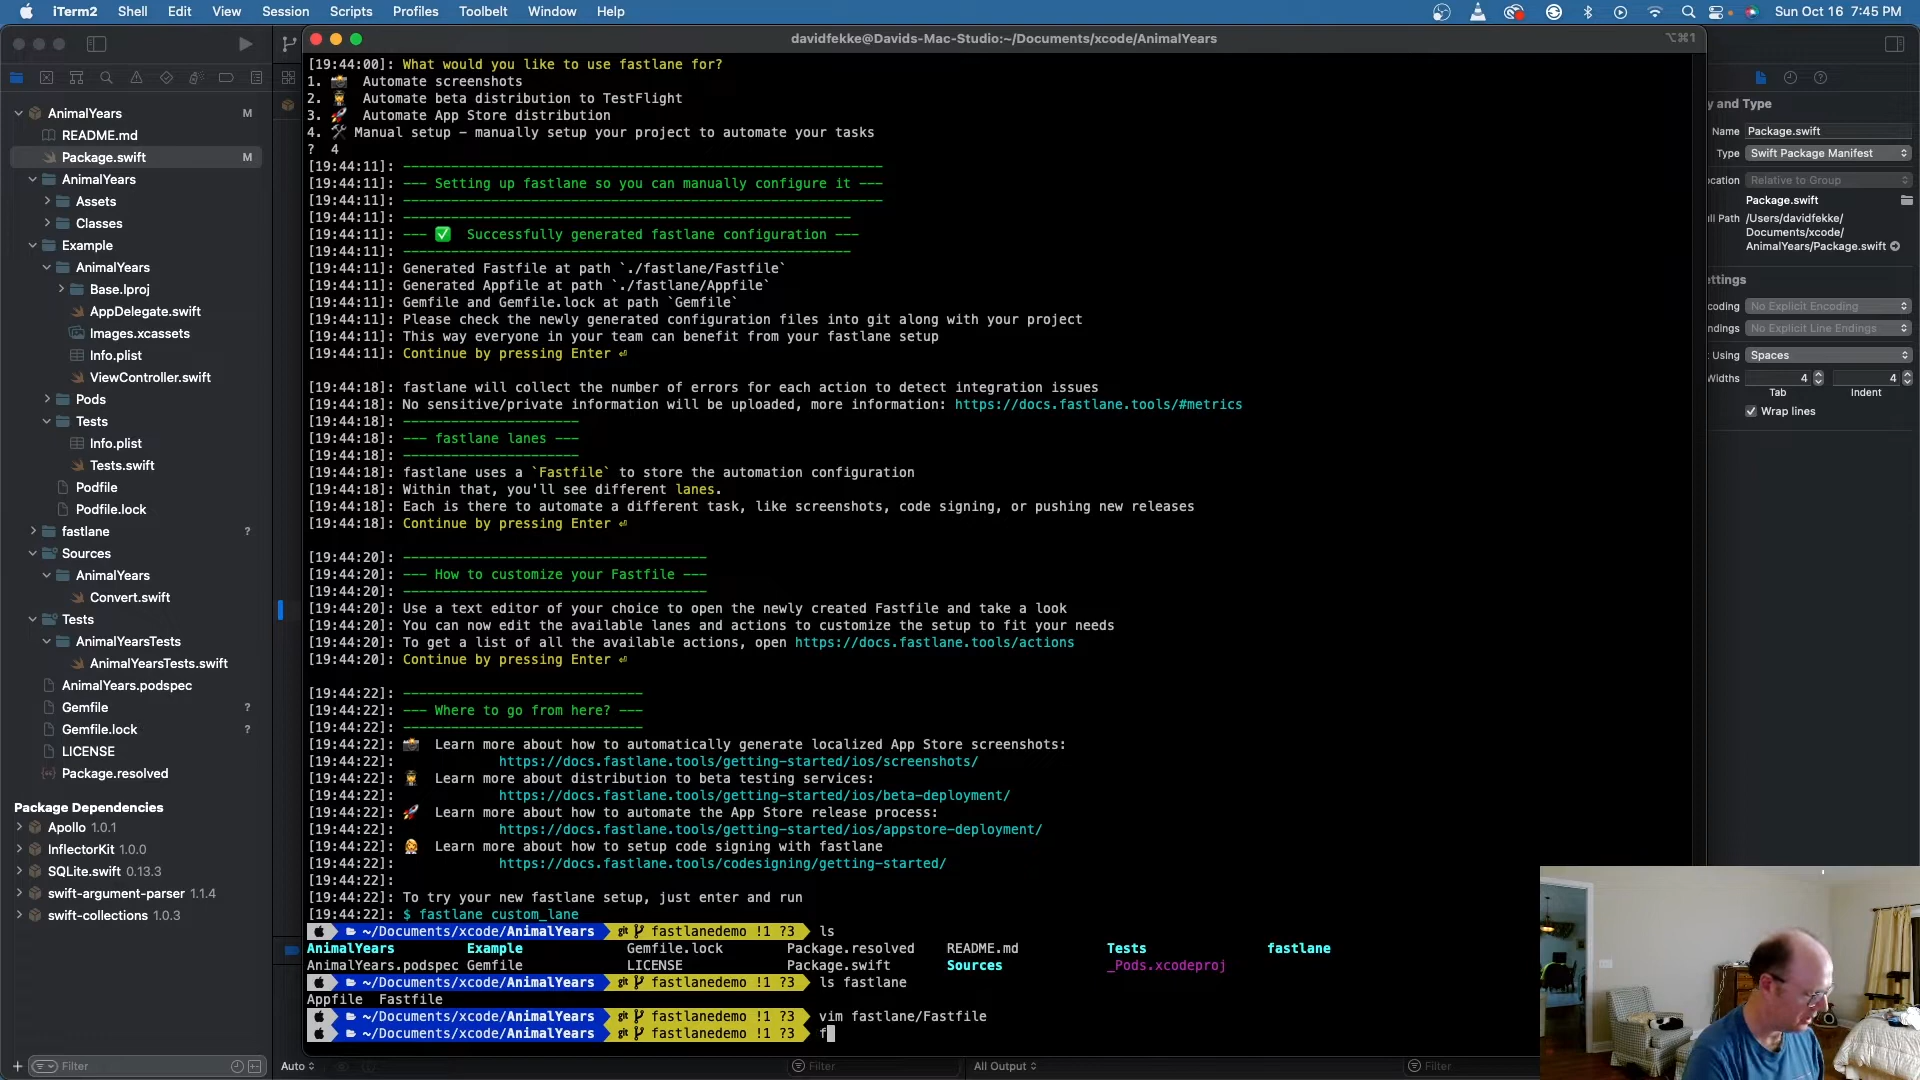 iTerm2 Shell Edit View Session Scripts Profiles Toolbelt Window Help Sun Oct 16 7:45 PM
davidfekke@Davids-Mac-Studio:~/Documents/xcode/AnimalYears ⌥⌘1
AnimalYears M
README.md
Package.swift M
AnimalYears
Assets
Classes
Example
AnimalYears
Base.lproj
AppDelegate.swift
Images.xcassets
Info.plist
ViewController.swift
Pods
Tests
Info.plist
Tests.swift
Podfile
Podfile.lock
fastlane ?
Sources
AnimalYears
Convert.swift
Tests
AnimalYearsTests
AnimalYearsTests.swift
AnimalYears.podspec
Gemfile ?
Gemfile.lock ?
LICENSE
Package.resolved
Package Dependencies
Apollo 1.0.1
InflectorKit 1.0.0
SQLite.swift 0.13.3
swift-argument-parser 1.1.4
swift-collections 1.0.3
Filter
[19:44:00]: What would you like to use fastlane for?
1. 📸 Automate screenshots
2. 👩‍✈️ Automate beta distribution to TestFlight
3. 🚀 Automate App Store distribution
4. 🛠 Manual setup - manually setup your project to automate your tasks
? 4
[19:44:11]: ------------------------------------------------------------
[19:44:11]: --- Setting up fastlane so you can manually configure it ---
[19:44:11]: ------------------------------------------------------------
[19:44:11]: --------------------------------------------------------
[19:44:11]: --- ✅ Successfully generated fastlane configuration ---
[19:44:11]: --------------------------------------------------------
[19:44:11]: Generated Fastfile at path `./fastlane/Fastfile`
[19:44:11]: Generated Appfile at path `./fastlane/Appfile`
[19:44:11]: Gemfile and Gemfile.lock at path `Gemfile`
[19:44:11]: Please check the newly generated configuration files into git along with your project
[19:44:11]: This way everyone in your team can benefit from your fastlane setup
[19:44:11]: Continue by pressing Enter ⏎
[19:44:18]: fastlane will collect the number of errors for each action to detect integration issues
[19:44:18]: No sensitive/private information will be uploaded, more information: https://docs.fastlane.tools/#metrics
[19:44:18]: ----------------------
[19:44:18]: --- fastlane lanes ---
[19:44:18]: ----------------------
[19:44:18]: fastlane uses a `Fastfile` to store the automation configuration
[19:44:18]: Within that, you'll see different lanes.
[19:44:18]: Each is there to automate a different task, like screenshots, code signing, or pushing new releases
[19:44:18]: Continue by pressing Enter ⏎
[19:44:20]: --------------------------------------
[19:44:20]: --- How to customize your Fastfile ---
[19:44:20]: --------------------------------------
[19:44:20]: Use a text editor of your choice to open the newly created Fastfile and take a look
[19:44:20]: You can now edit the available lanes and actions to customize the setup to fit your needs
[19:44:20]: To get a list of all the available actions, open https://docs.fastlane.tools/actions
[19:44:20]: Continue by pressing Enter ⏎
[19:44:22]: ------------------------------
[19:44:22]: --- Where to go from here? ---
[19:44:22]: ------------------------------
[19:44:22]: 📸 Learn more about how to automatically generate localized App Store screenshots:
[19:44:22]: https://docs.fastlane.tools/getting-started/ios/screenshots/
[19:44:22]: 👩‍✈️ Learn more about distribution to beta testing services:
[19:44:22]: https://docs.fastlane.tools/getting-started/ios/beta-deployment/
[19:44:22]: 🚀 Learn more about how to automate the App Store release process:
[19:44:22]: https://docs.fastlane.tools/getting-started/ios/appstore-deployment/
[19:44:22]: 👩‍⚕️ Learn more about how to setup code signing with fastlane
[19:44:22]: https://docs.fastlane.tools/codesigning/getting-started/
[19:44:22]:
[19:44:22]: To try your new fastlane setup, just enter and run
[19:44:22]: $ fastlane custom_lane
~/Documents/xcode/AnimalYears git fastlanedemo !1 ?3 ls
AnimalYears Example Gemfile.lock Package.resolved README.md Tests fastlane
AnimalYears.podspec Gemfile LICENSE Package.swift Sources _Pods.xcodeproj
~/Documents/xcode/AnimalYears git fastlanedemo !1 ?3 ls fastlane
Appfile Fastfile
~/Documents/xcode/AnimalYears git fastlanedemo !1 ?3 vim fastlane/Fastfile
~/Documents/xcode/AnimalYears git fastlanedemo !1 ?3 f
Auto Filter All Output Filter
y and Type
Name Package.swift
Type Swift Package Manifest
ocation Relative to Group
Package.swift
ull Path /Users/davidfekke/
Documents/xcode/
AnimalYears/Package.swift
ettings
coding No Explicit Encoding
ndings No Explicit Line Endings
Using Spaces
Widths 4 4
Tab Indent
Wrap lines